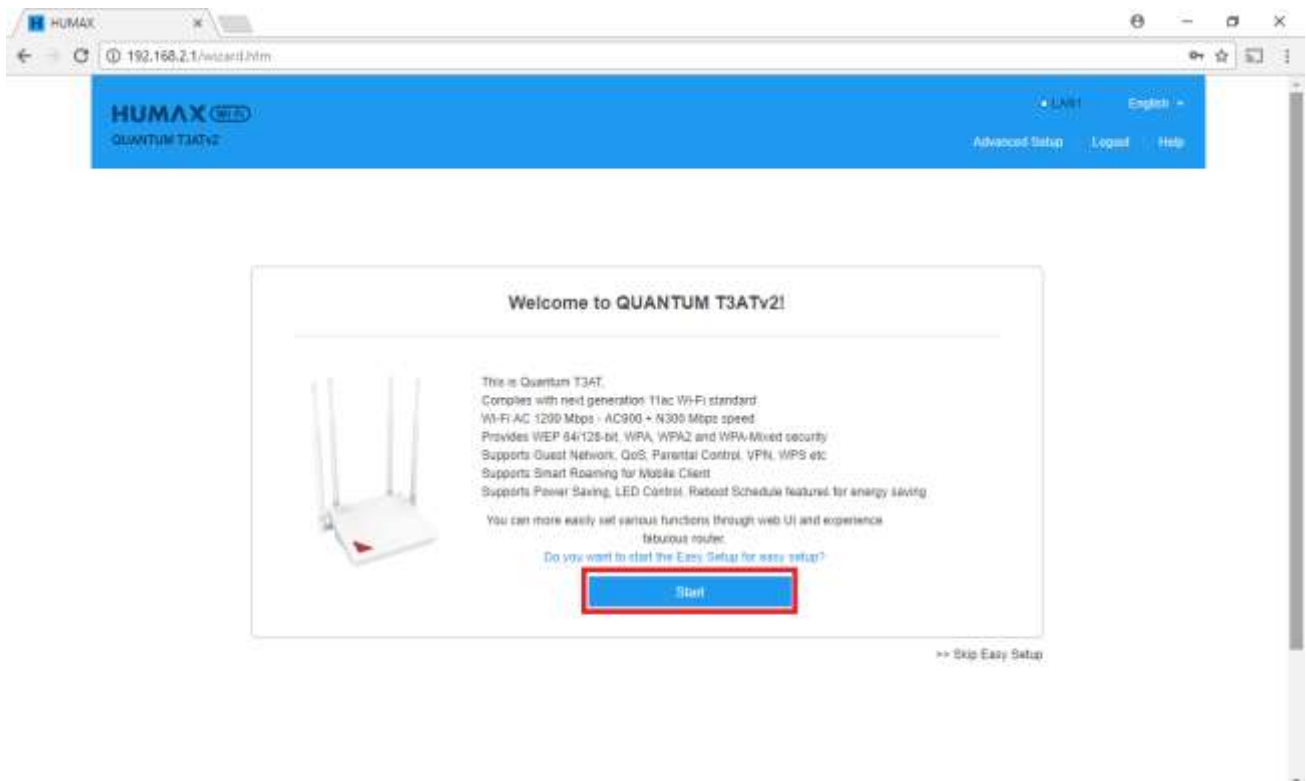 HUMAX
192.168.2.1/wizard.htm
HUMAX Wi-Fi
QUANTUM T3ATv2
LAN1 English
Advanced Setup Logout Help
Welcome to QUANTUM T3ATv2!
This is Quantum T3AT.
Complies with next generation 11ac Wi-Fi standard
Wi-Fi AC 1200 Mbps - AC900 + N300 Mbps speed
Provides WEP 64/128-bit, WPA, WPA2 and WPA-Mixed security
Supports Guest Network, QoS, Parental Control, VPN, WPS etc
Supports Smart Roaming for Mobile Client
Supports Power Saving, LED Control, Reboot Schedule features for energy saving
You can more easily set various functions through web UI and experience
fabulous router.
Do you want to start the Easy Setup for easy setup?
Start
>> Skip Easy Setup